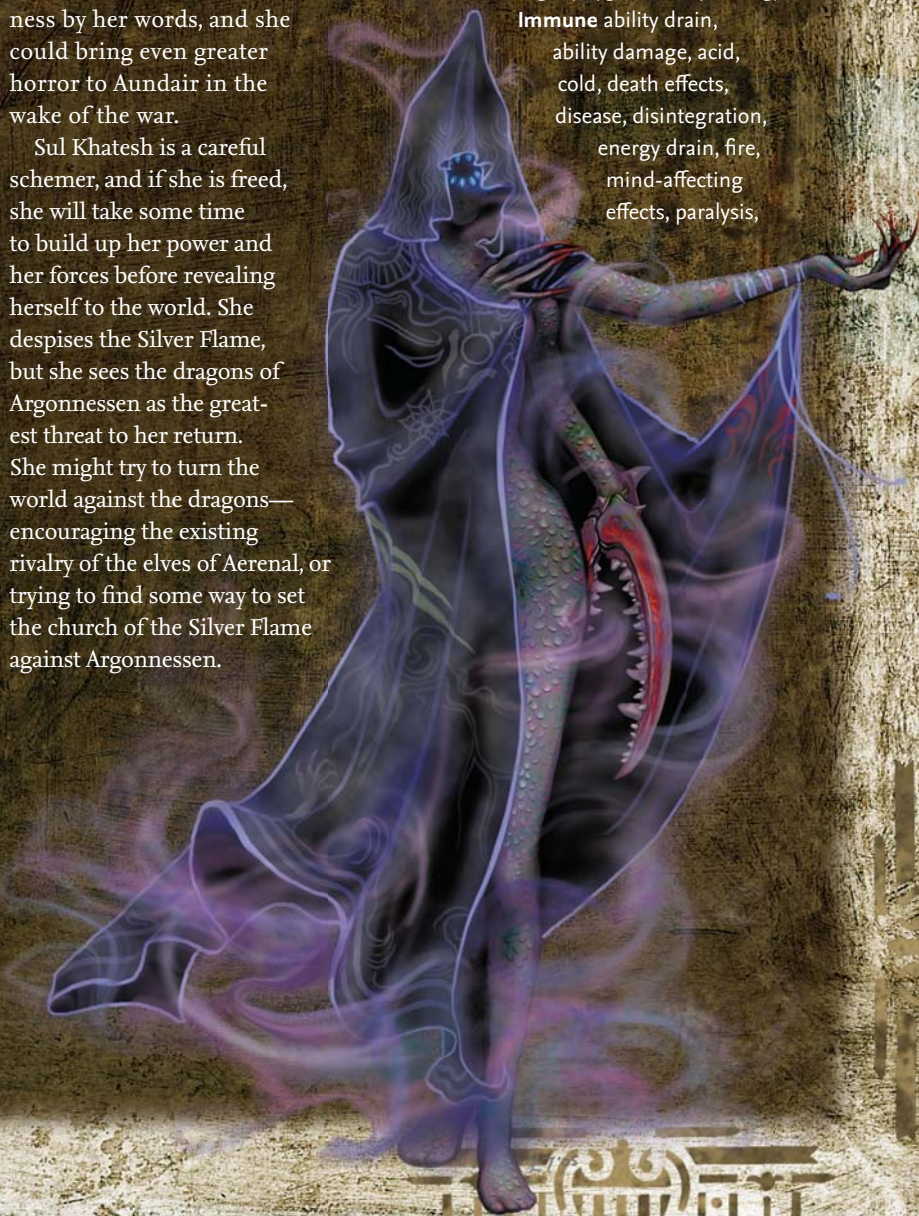 ness by her words, and she
could bring even greater
horror to Aundair in the
wake of the war.
Sul Khatesh is a careful
schemer, and if she is freed,
she will take some time
to build up her power and
her forces before revealing
herself to the world. She
despises the Silver Flame,
but she sees the dragons of
Argonnessen as the great-
est threat to her return.
She might try to turn the
world against the dragons—
encouraging the existing
rivalry of the elves of Aerenal, or
trying to find some way to set
the church of the Silver Flame
against Argonnessen.
Immune ability drain,
ability damage, acid,
cold, death effects,
disease, disintegration,
energy drain, fire,
mind-affecting
effects, paralysis,